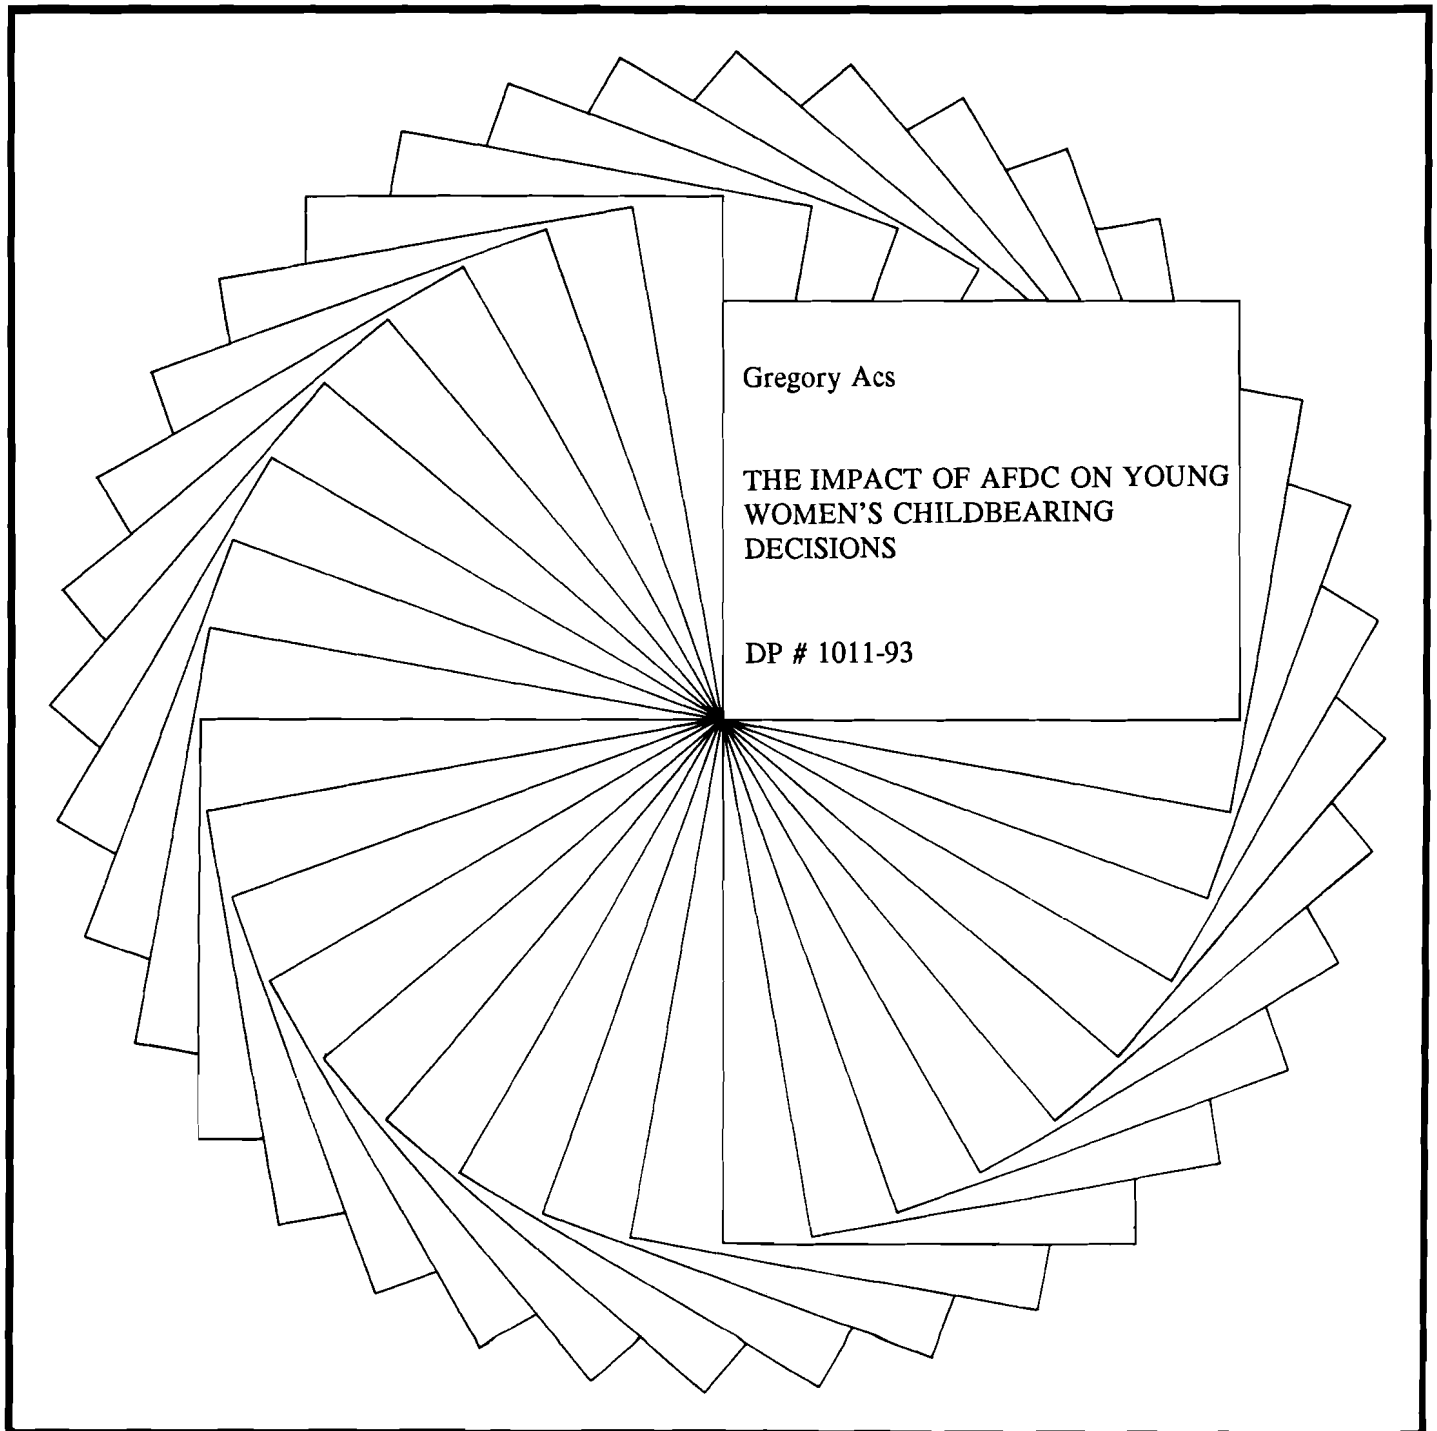 Gregory Acs
THE IMPACT OF AFDC ON YOUNG
WOMEN'S CHILDBEARING
DECISIONS
DP # 1011-93